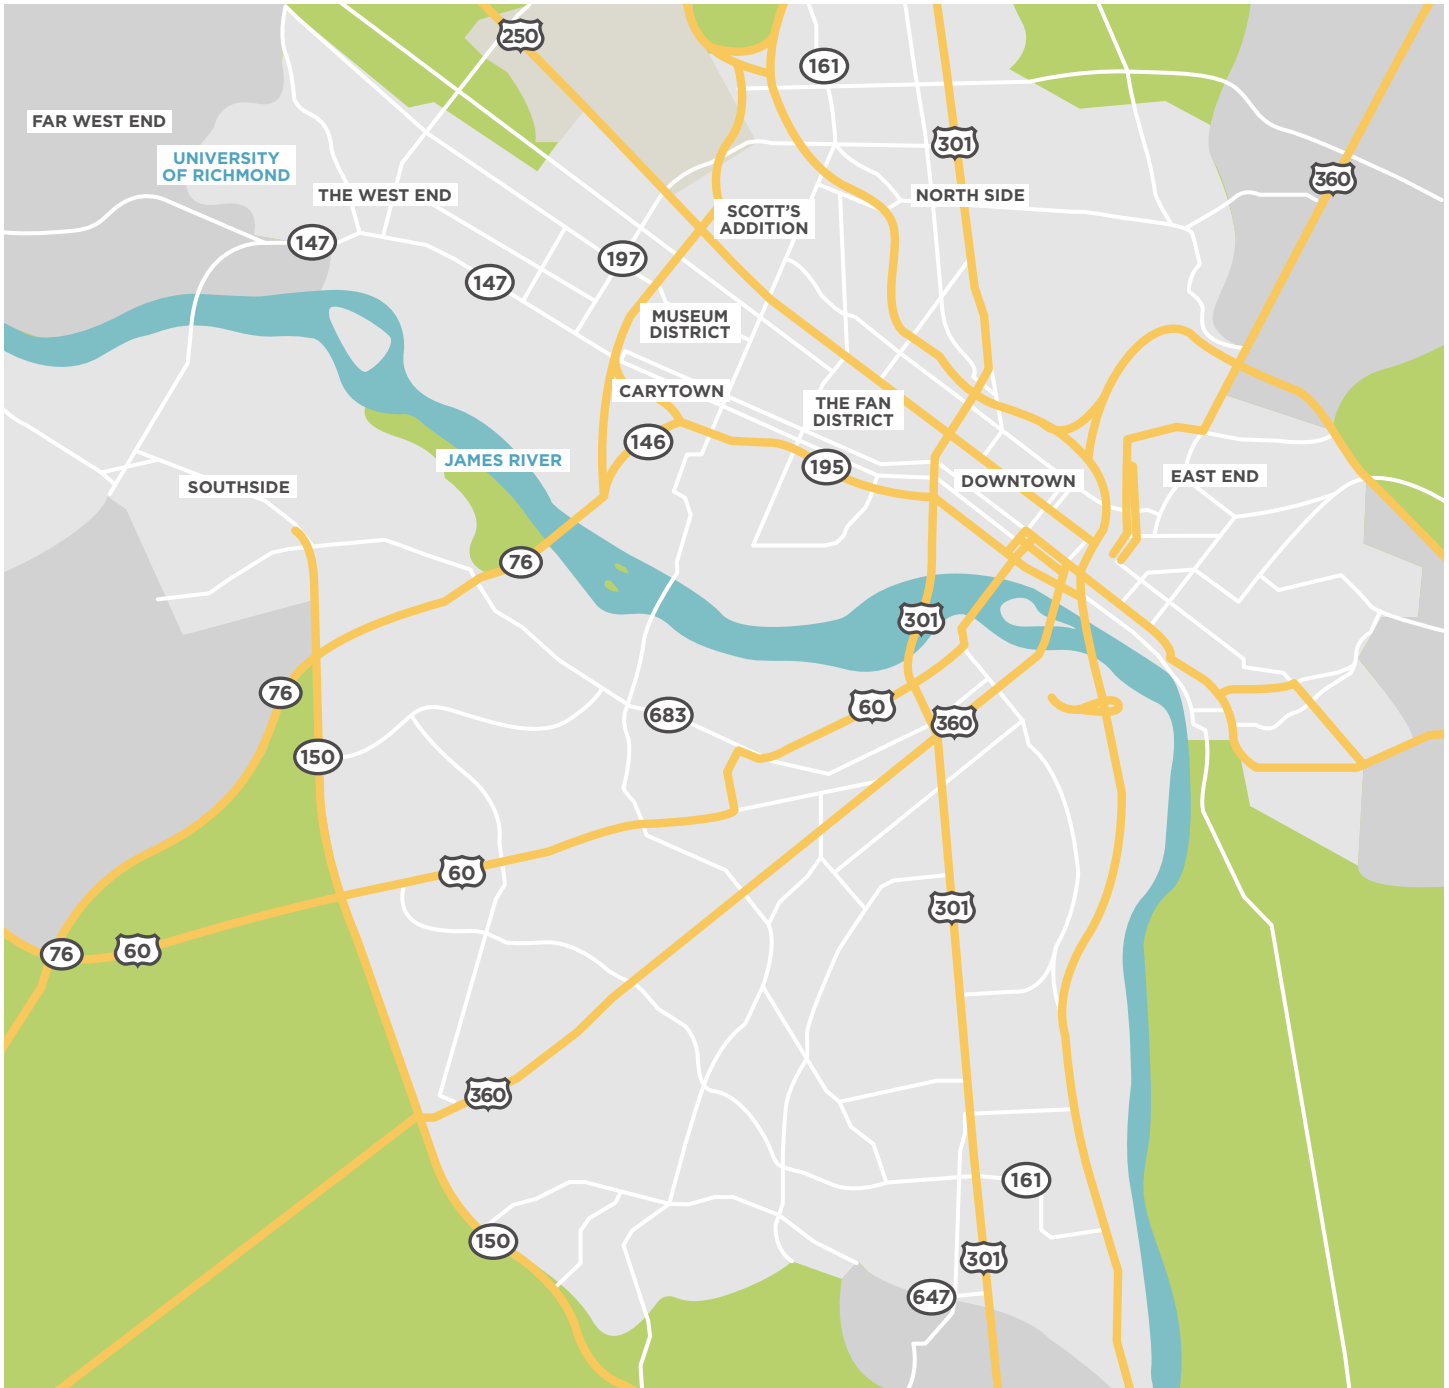 250
161
FAR WEST END
301
UNIVERSITY
OF RICHMOND
360
THE WEST END
NORTH SIDE
SCOTT'S
ADDITION
147
197
147
MUSEUM
DISTRICT
CARYTOWN
THE FAN
DISTRICT
146
JAMES RIVER
195
EAST END
DOWNTOWN
SOUTHSIDE
76
301
76
60
683
360
150
60
301
60
76
360
161
150
301
647